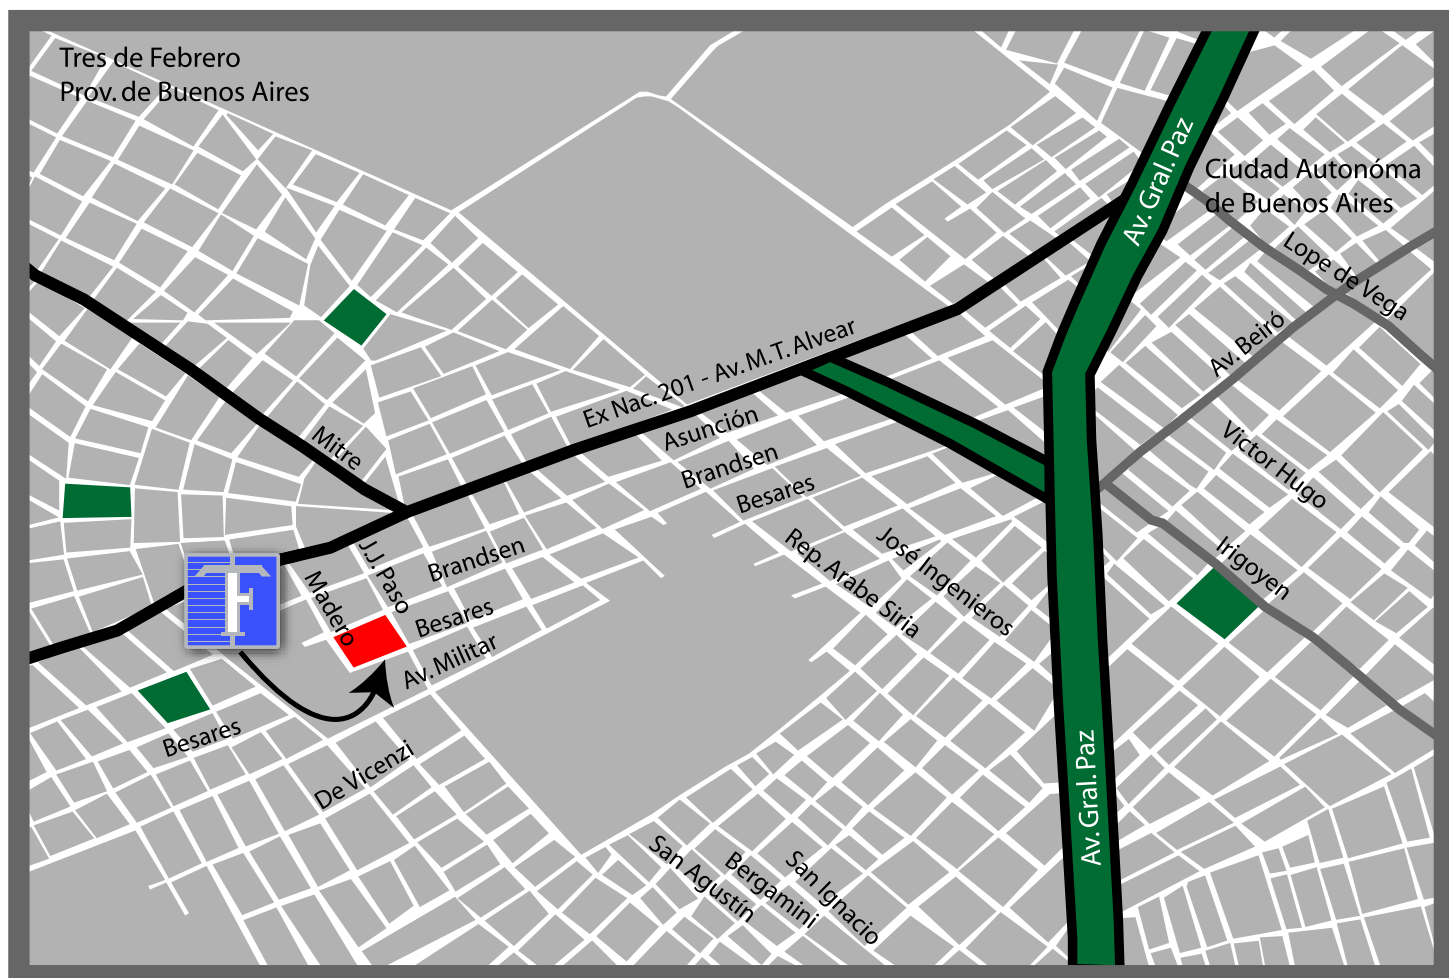 Tres de Febrero
Prov. de Buenos Aires
Av. Gral. Paz
Ciudad Autonóma
de Buenos Aires
Lope de Vega
Av. Beiró
Ex Nac. 201 - Av. M. T. Alvear
Asunción
Mitre
Brandsen
Victor Hugo
Besares
J.J. Paso
Brandsen
Rep. Arabe Siria
José Ingenieros
Irigoyen
Madero
F
Besares
Av. Militar
Besares
De Vicenzi
Av. Gral. Paz
San Agustín
Bergamini
San Ignacio